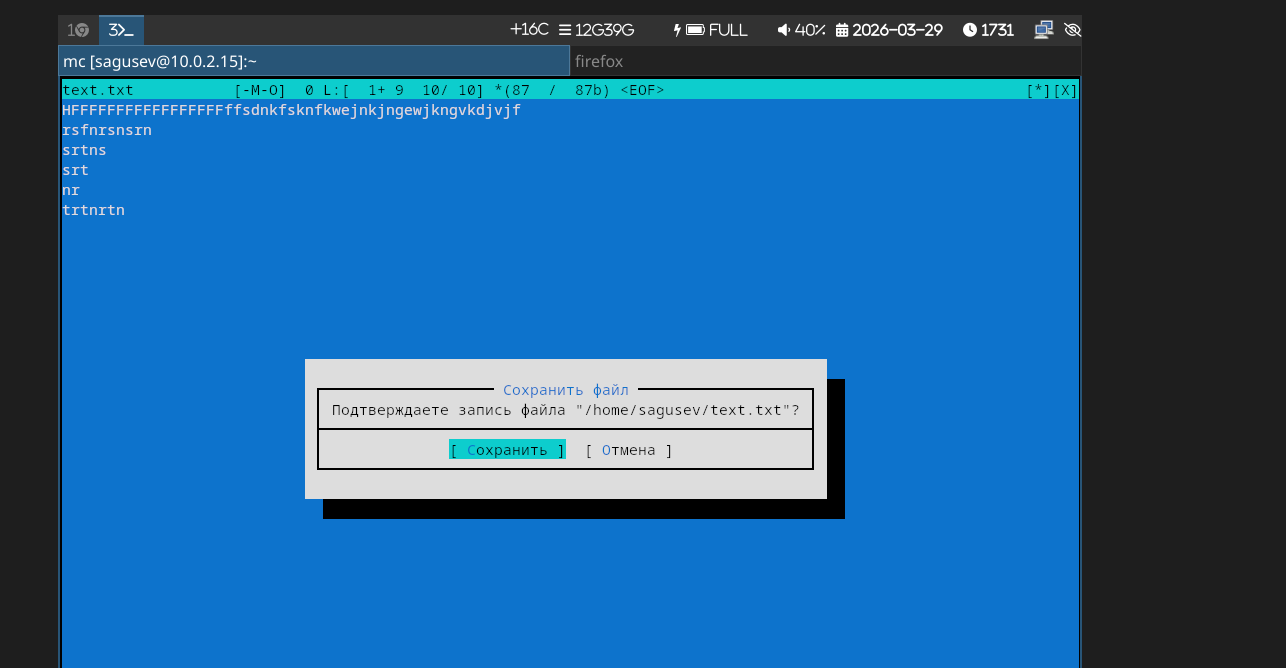 1 3 +16C 12G39G FULL 40% 2026-03-29 1731
mc [sagusev@10.0.2.15]:~ firefox
text.txt [-M-O] 0 L:[ 1+ 9 10/ 10] *(87 / 87b) <EOF> [*][X]
HFFFFFFFFFFFFFFFFFffsdnkfsknfkwejnkjngewjkngvkdjvjf
rsfnrsnsrn
srtns
srt
nr
trtnrtn
Сохранить файл
Подтверждаете запись файла "/home/sagusev/text.txt"?
[ Сохранить ] [ Отмена ]